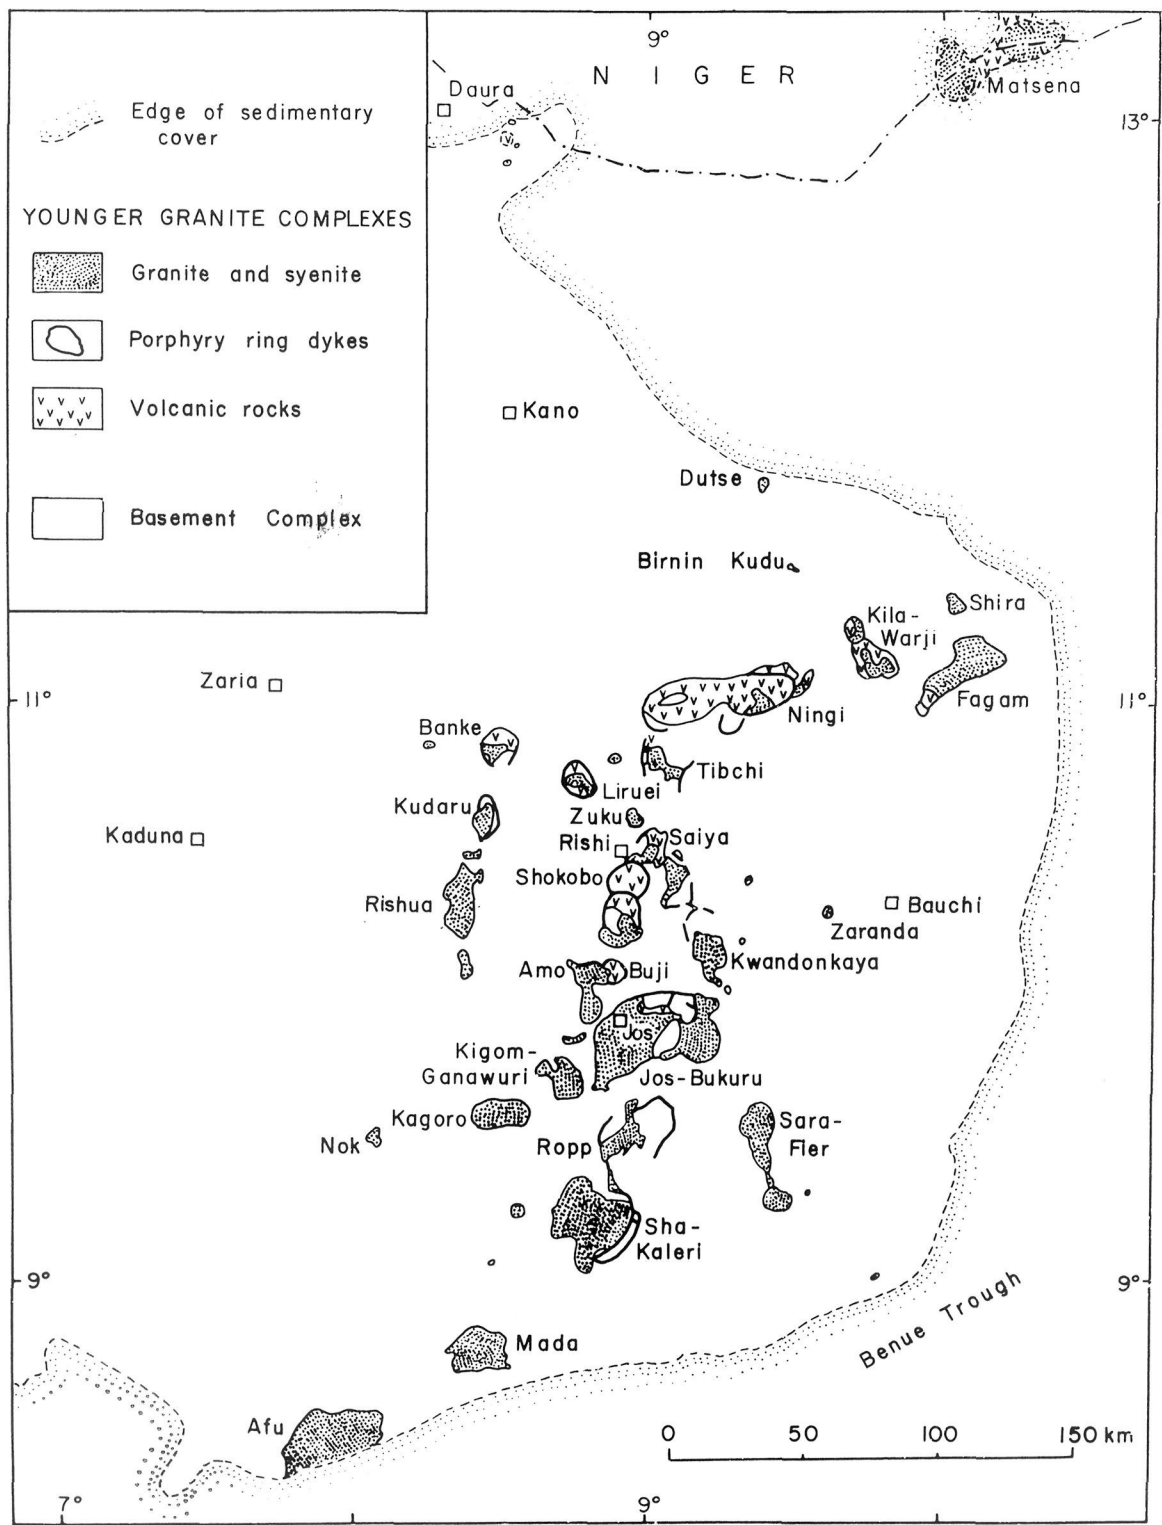 9°
N I G E R
Daura
Matsena
13°
Edge of sedimentary
cover
YOUNGER GRANITE COMPLEXES
Granite and syenite
Porphyry ring dykes
Volcanic rocks
Basement Complex
Kano
Dutse
Birnin Kudu
Shira
Kila-
Warji
Zaria
11°
Fagam
11°
Ningi
Banke
Tibchi
Liruei
Kudaru
Zuku
Kaduna
Rishi
Saiya
Shokobo
Rishua
Bauchi
Zaranda
Amo
Buji
Kwandonkaya
Jos
Kigom-
Ganawuri
Jos-Bukuru
Kagoro
Nok
Ropp
Sara-
Fier
Sha-
Kaleri
9°
9°
Benue Trough
Mada
Afu
0 50 100 150 km
7°
9°